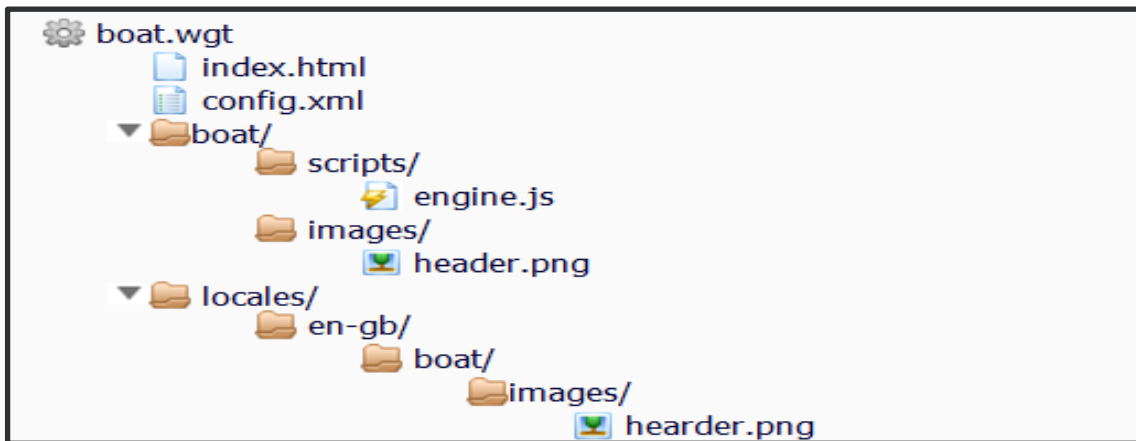 boat.wgt
index.html
config.xml
boat/
scripts/
engine.js
images/
header.png
locales/
en-gb/
boat/
images/
hearder.png